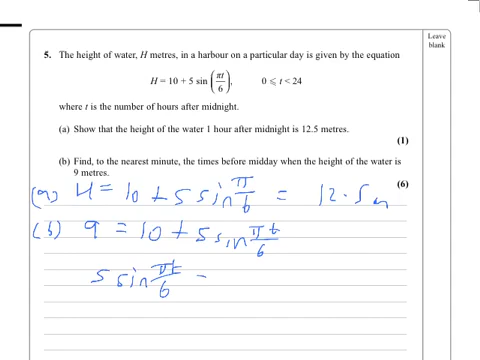 Leave
blank
5. The height of water, H metres, in a harbour on a particular day is given by the equation
H = 10 + 5 sin (πt/6), 0 ⩽ t < 24
where t is the number of hours after midnight.
(a) Show that the height of the water 1 hour after midnight is 12.5 metres.
(1)
(b) Find, to the nearest minute, the times before midday when the height of the water is
9 metres.
(6)
(a) H = 10 + 5 sin π/6 = 12.5 m
(b) 9 = 10 + 5 sin πt/6
5 sin πt/6 =